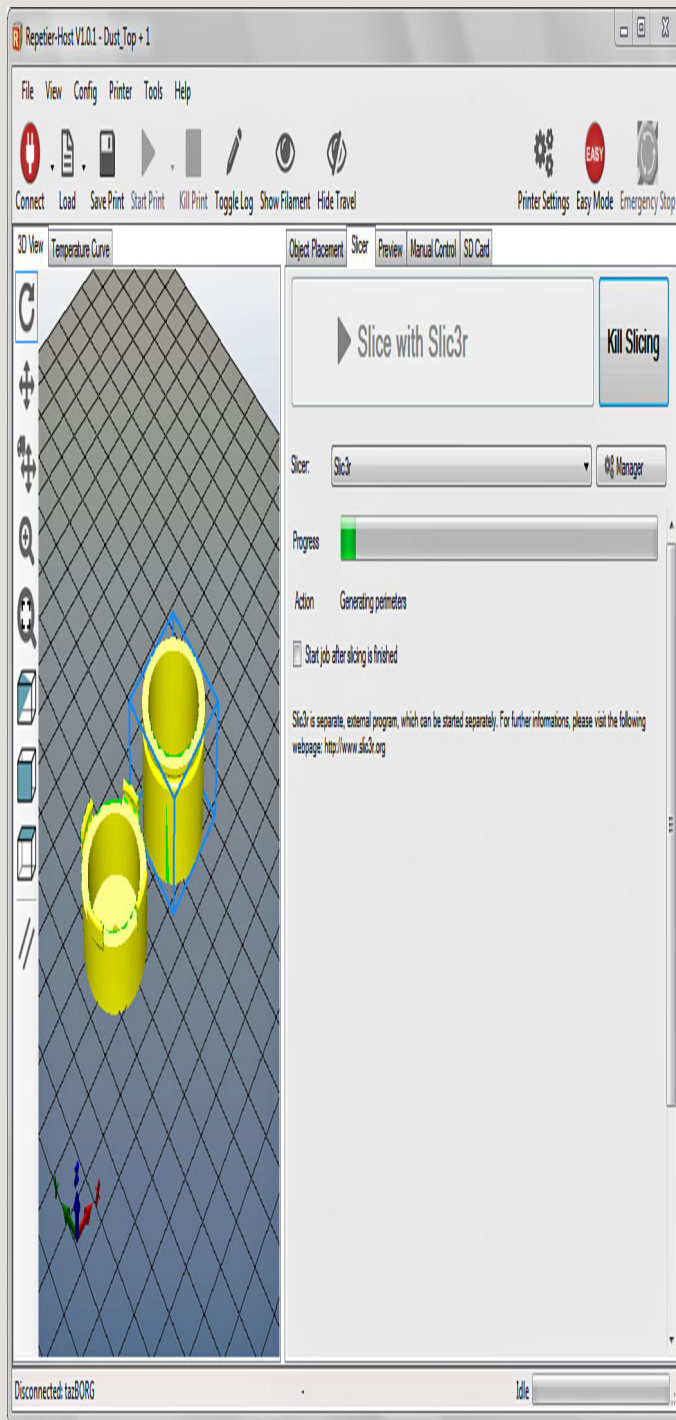 Repetier-Host V1.0.1 - Dust_Top + 1
File View Config Printer Tools Help
Connect Load Save Print Start Print Kill Print Toggle Log Show Filament Hide Travel Printer Settings Easy Mode Emergency Stop
EASY
3D View Temperature Curve
Object Placement Slicer Preview Manual Control SD Card
Slice with Slic3r
Kill Slicing
Slicer: Slic3r Manager
Progress
Action Generating perimeters
Start job after slicing is finished
Slic3r is separate, external program, which can be started separately. For further informations, please visit the following
webpage: http://www.slic3r.org
Disconnected: tazBORG - Idle